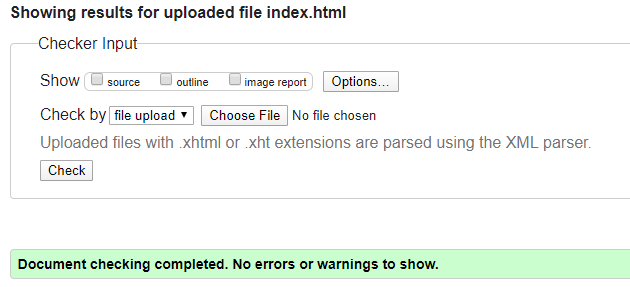 Showing results for uploaded file index.html
Checker Input
Show source outline image report Options...
Check by file upload Choose File No file chosen
Uploaded files with .xhtml or .xht extensions are parsed using the XML parser.
Check
Document checking completed. No errors or warnings to show.